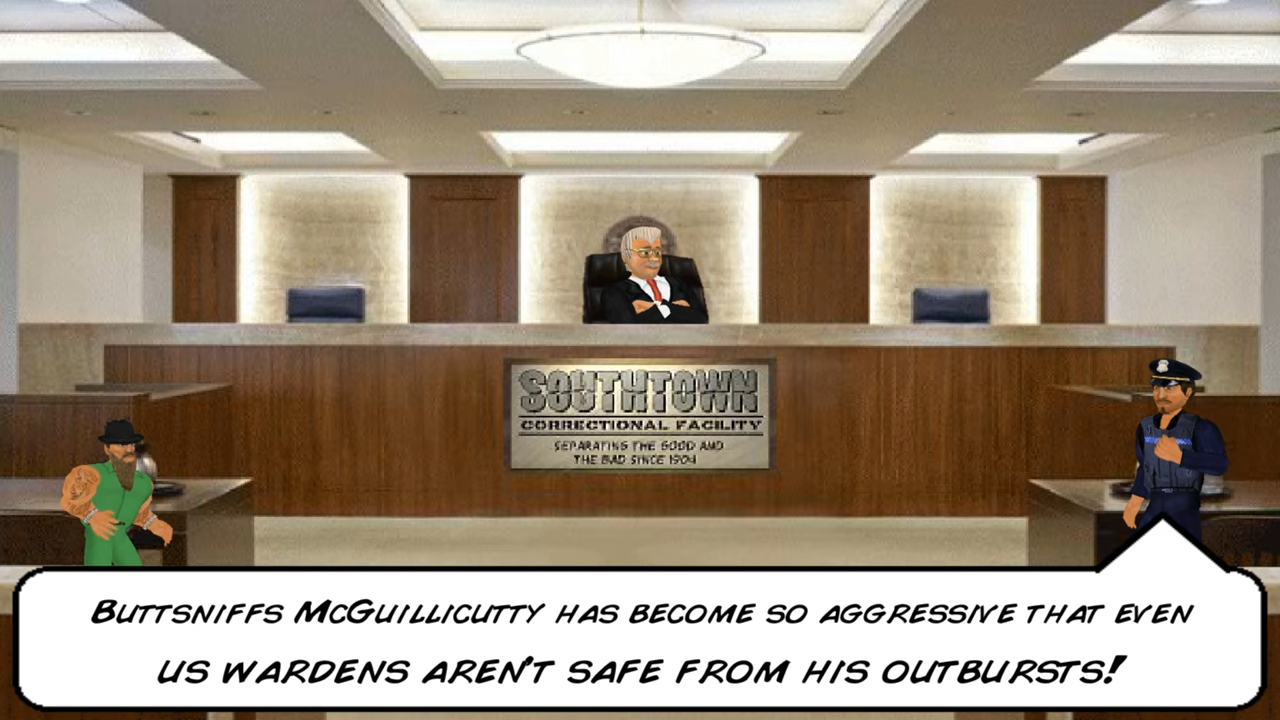 SOUTHTOWN
CORRECTIONAL FACILITY
SEPARATING THE GOOD AND
THE BAD SINCE 1904
BUTTSNIFFS MCGUILLICUTTY HAS BECOME SO AGGRESSIVE THAT EVEN
US WARDENS AREN'T SAFE FROM HIS OUTBURSTS!